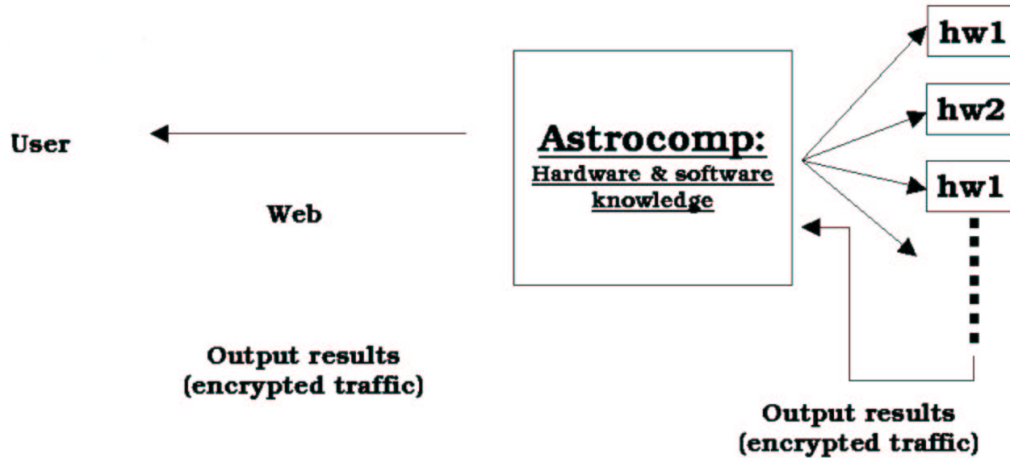 User
Web
Output results
(encrypted traffic)
Astrocomp:
Hardware & software
knowledge
hw1
hw2
hw1
Output results
(encrypted traffic)